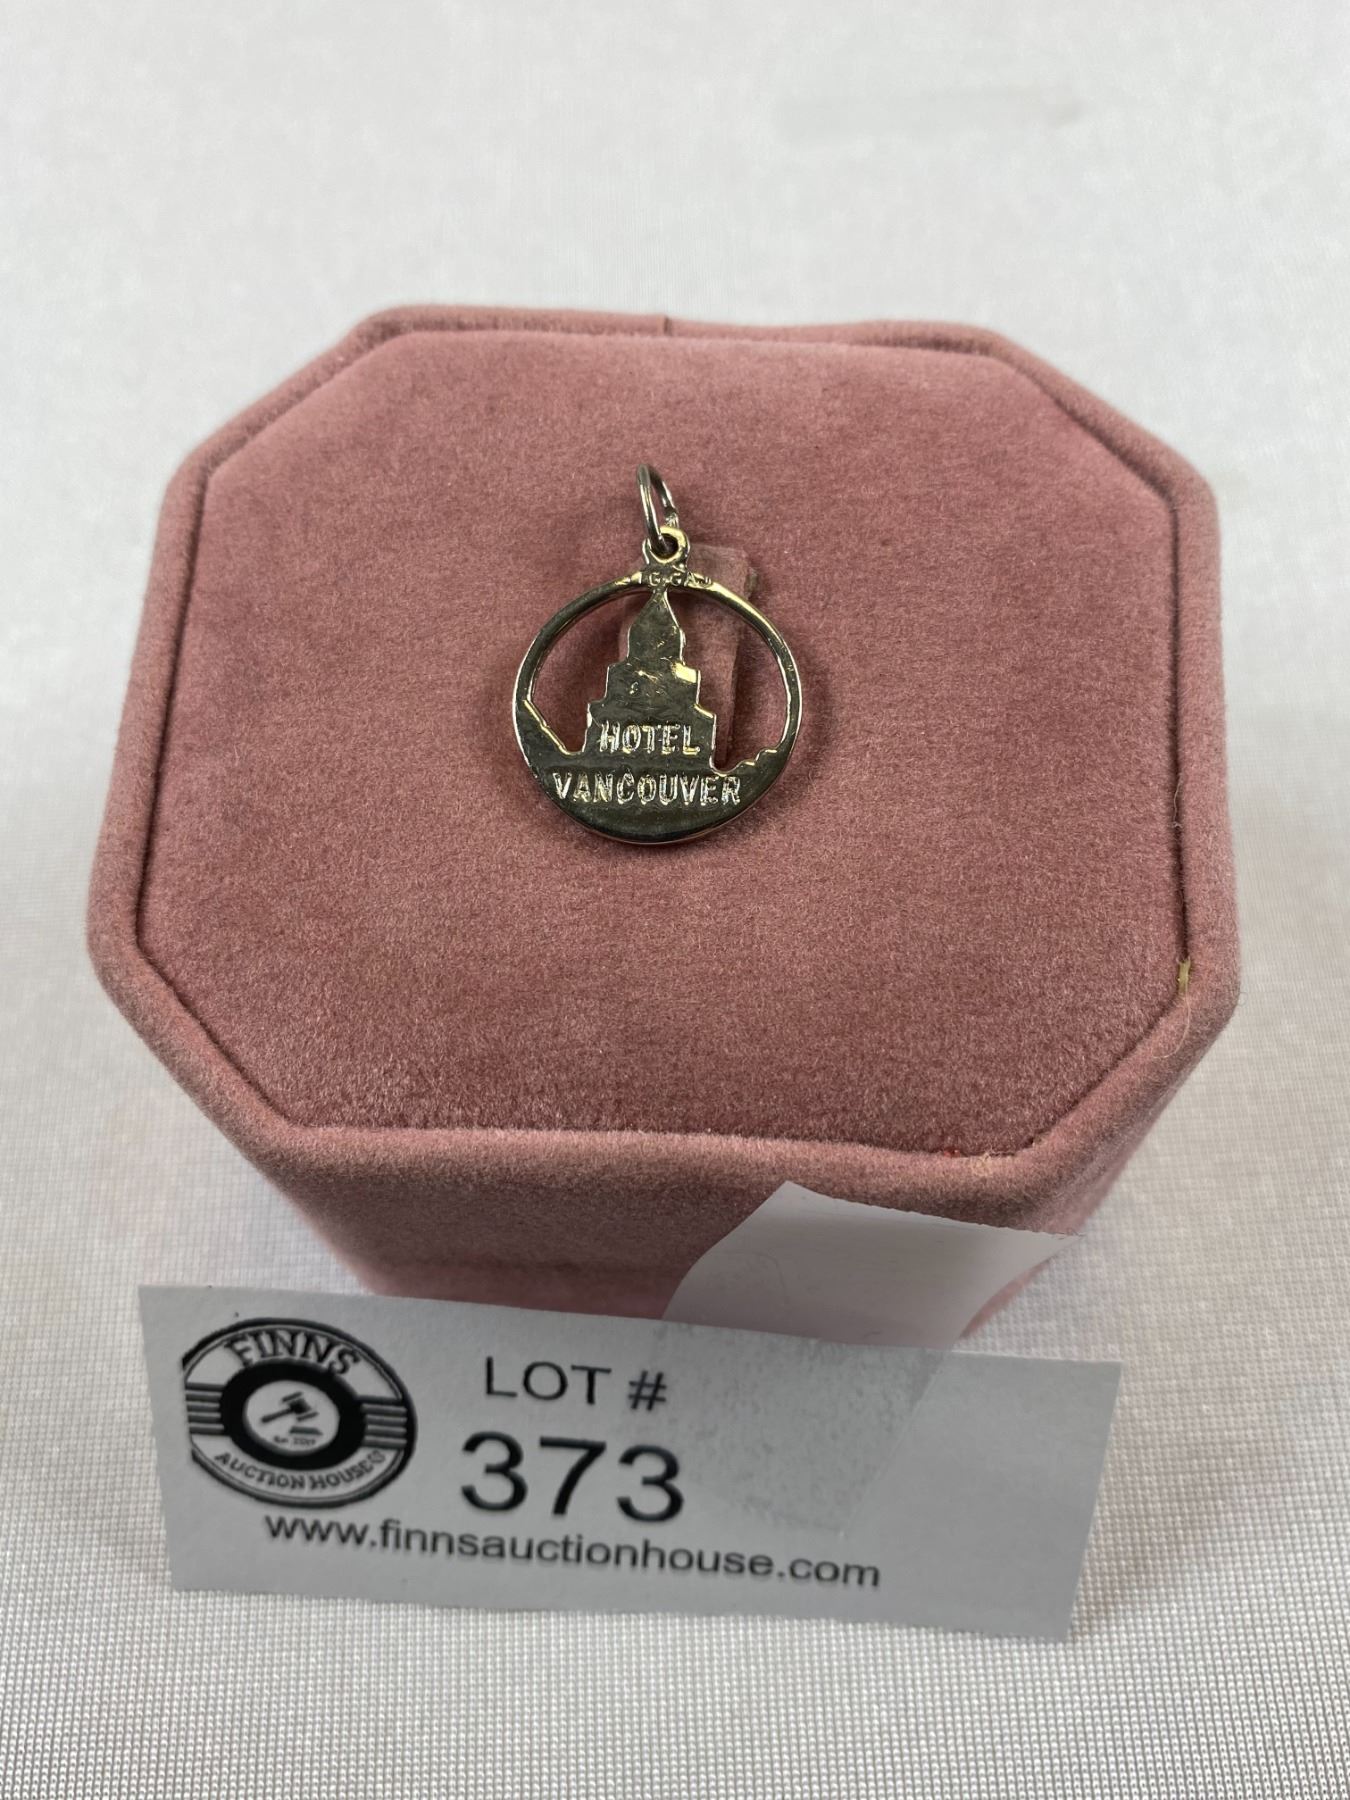 HOTEL
VANCOUVER
FINNS
AUCTION HOUSE
LOT #
373
www.finnsauctionhouse.com